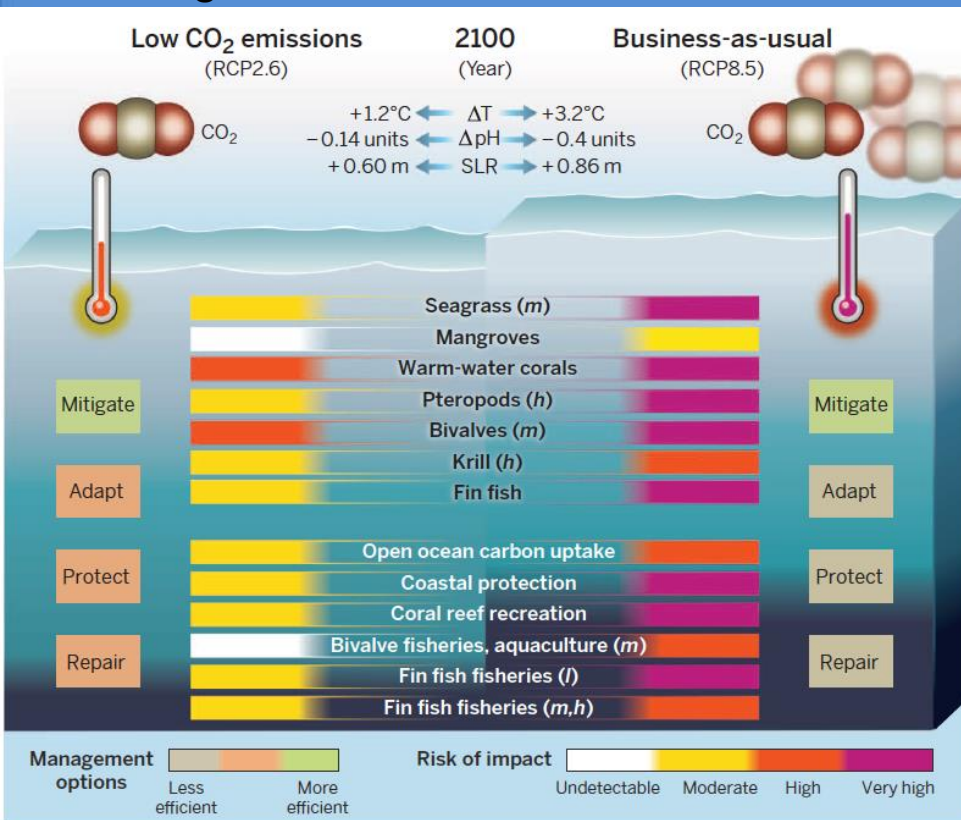 Low CO₂ emissions 2100 Business-as-usual
(RCP2.6) (Year) (RCP8.5)
+1.2°C ΔT +3.2°C
CO₂ −0.14 units ΔpH −0.4 units CO₂
+0.60 m SLR +0.86 m
Seagrass (m)
Mangroves
Warm-water corals
Mitigate Pteropods (h) Mitigate
Bivalves (m)
Krill (h)
Adapt Fin fish Adapt
Open ocean carbon uptake
Protect Coastal protection Protect
Coral reef recreation
Bivalve fisheries, aquaculture (m)
Repair Fin fish fisheries (l) Repair
Fin fish fisheries (m,h)
Management options Less efficient More efficient
Risk of impact Undetectable Moderate High Very high